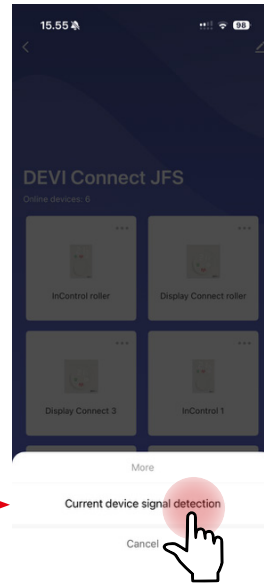 15.55
98
DEVI Connect JFS
Online devices: 6
InControl roller
Display Connect roller
Display Connect 3
InControl 1
More
Current device signal detection
Cancel